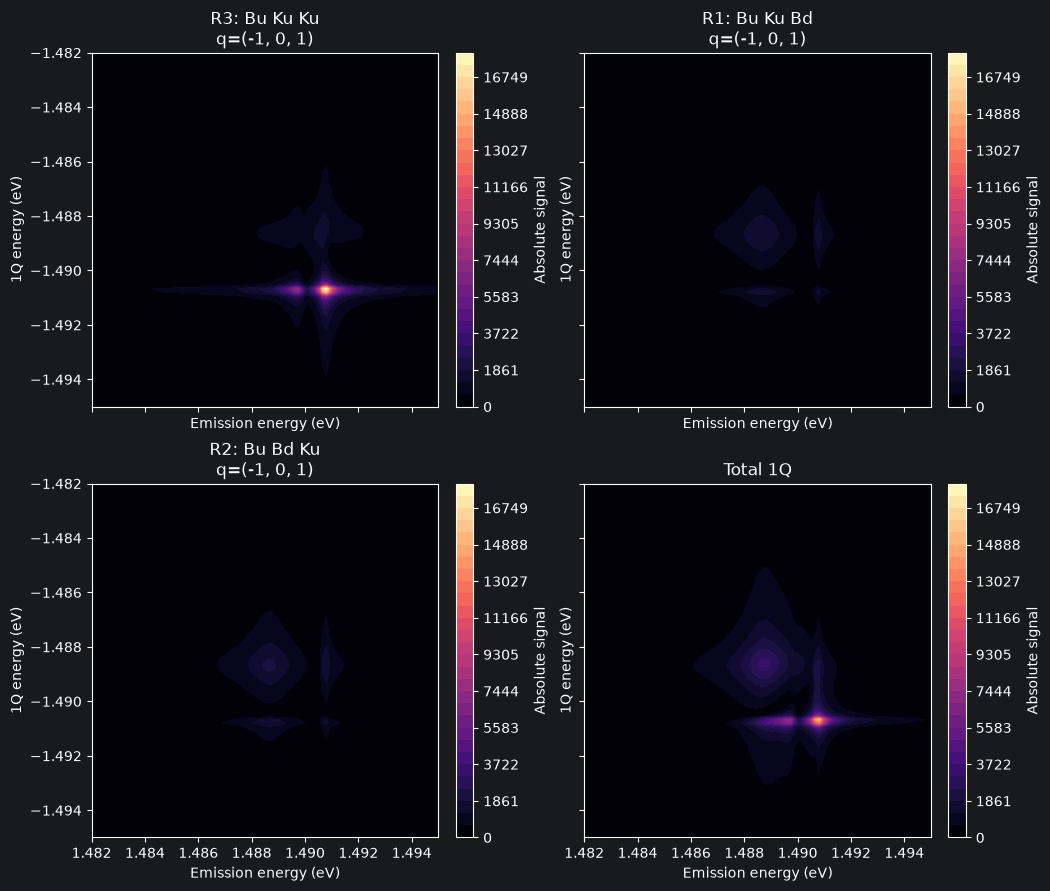 R3: Bu Ku Ku
q=(-1, 0, 1)
−1.482
−1.484
−1.486
−1.488
−1.490
−1.492
−1.494
1Q energy (eV)
Emission energy (eV)
16749
14888
13027
11166
9305
7444
5583
3722
1861
0
Absolute signal
R1: Bu Ku Bd
q=(-1, 0, 1)
1Q energy (eV)
Emission energy (eV)
16749
14888
13027
11166
9305
7444
5583
3722
1861
0
Absolute signal
R2: Bu Bd Ku
q=(-1, 0, 1)
−1.482
−1.484
−1.486
−1.488
−1.490
−1.492
−1.494
1Q energy (eV)
1.482 1.484 1.486 1.488 1.490 1.492 1.494
Emission energy (eV)
16749
14888
13027
11166
9305
7444
5583
3722
1861
0
Absolute signal
Total 1Q
1Q energy (eV)
1.482 1.484 1.486 1.488 1.490 1.492 1.494
Emission energy (eV)
16749
14888
13027
11166
9305
7444
5583
3722
1861
0
Absolute signal